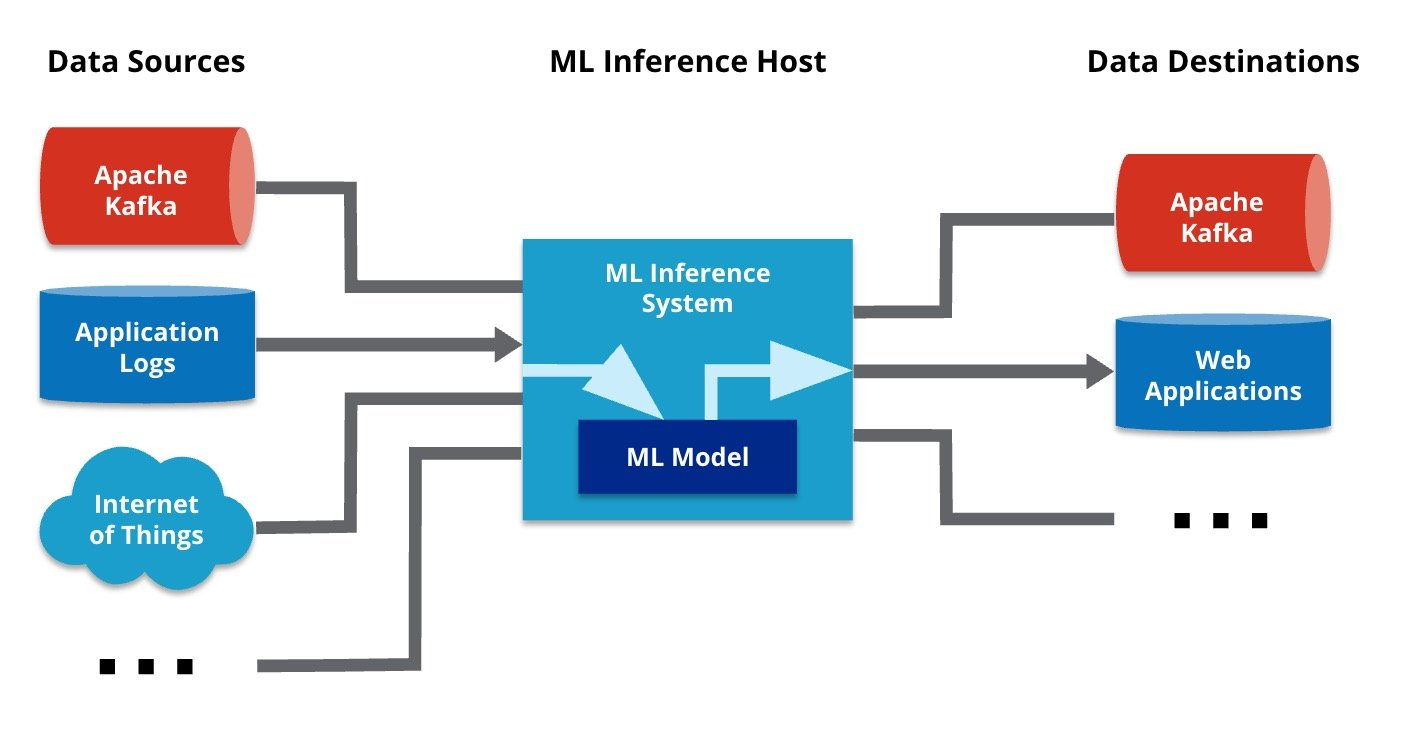 Data Sources
ML Inference Host
Data Destinations
Apache
Kafka
Application
Logs
Internet
of Things
...
ML Inference
System
ML Model
Apache
Kafka
Web
Applications
...